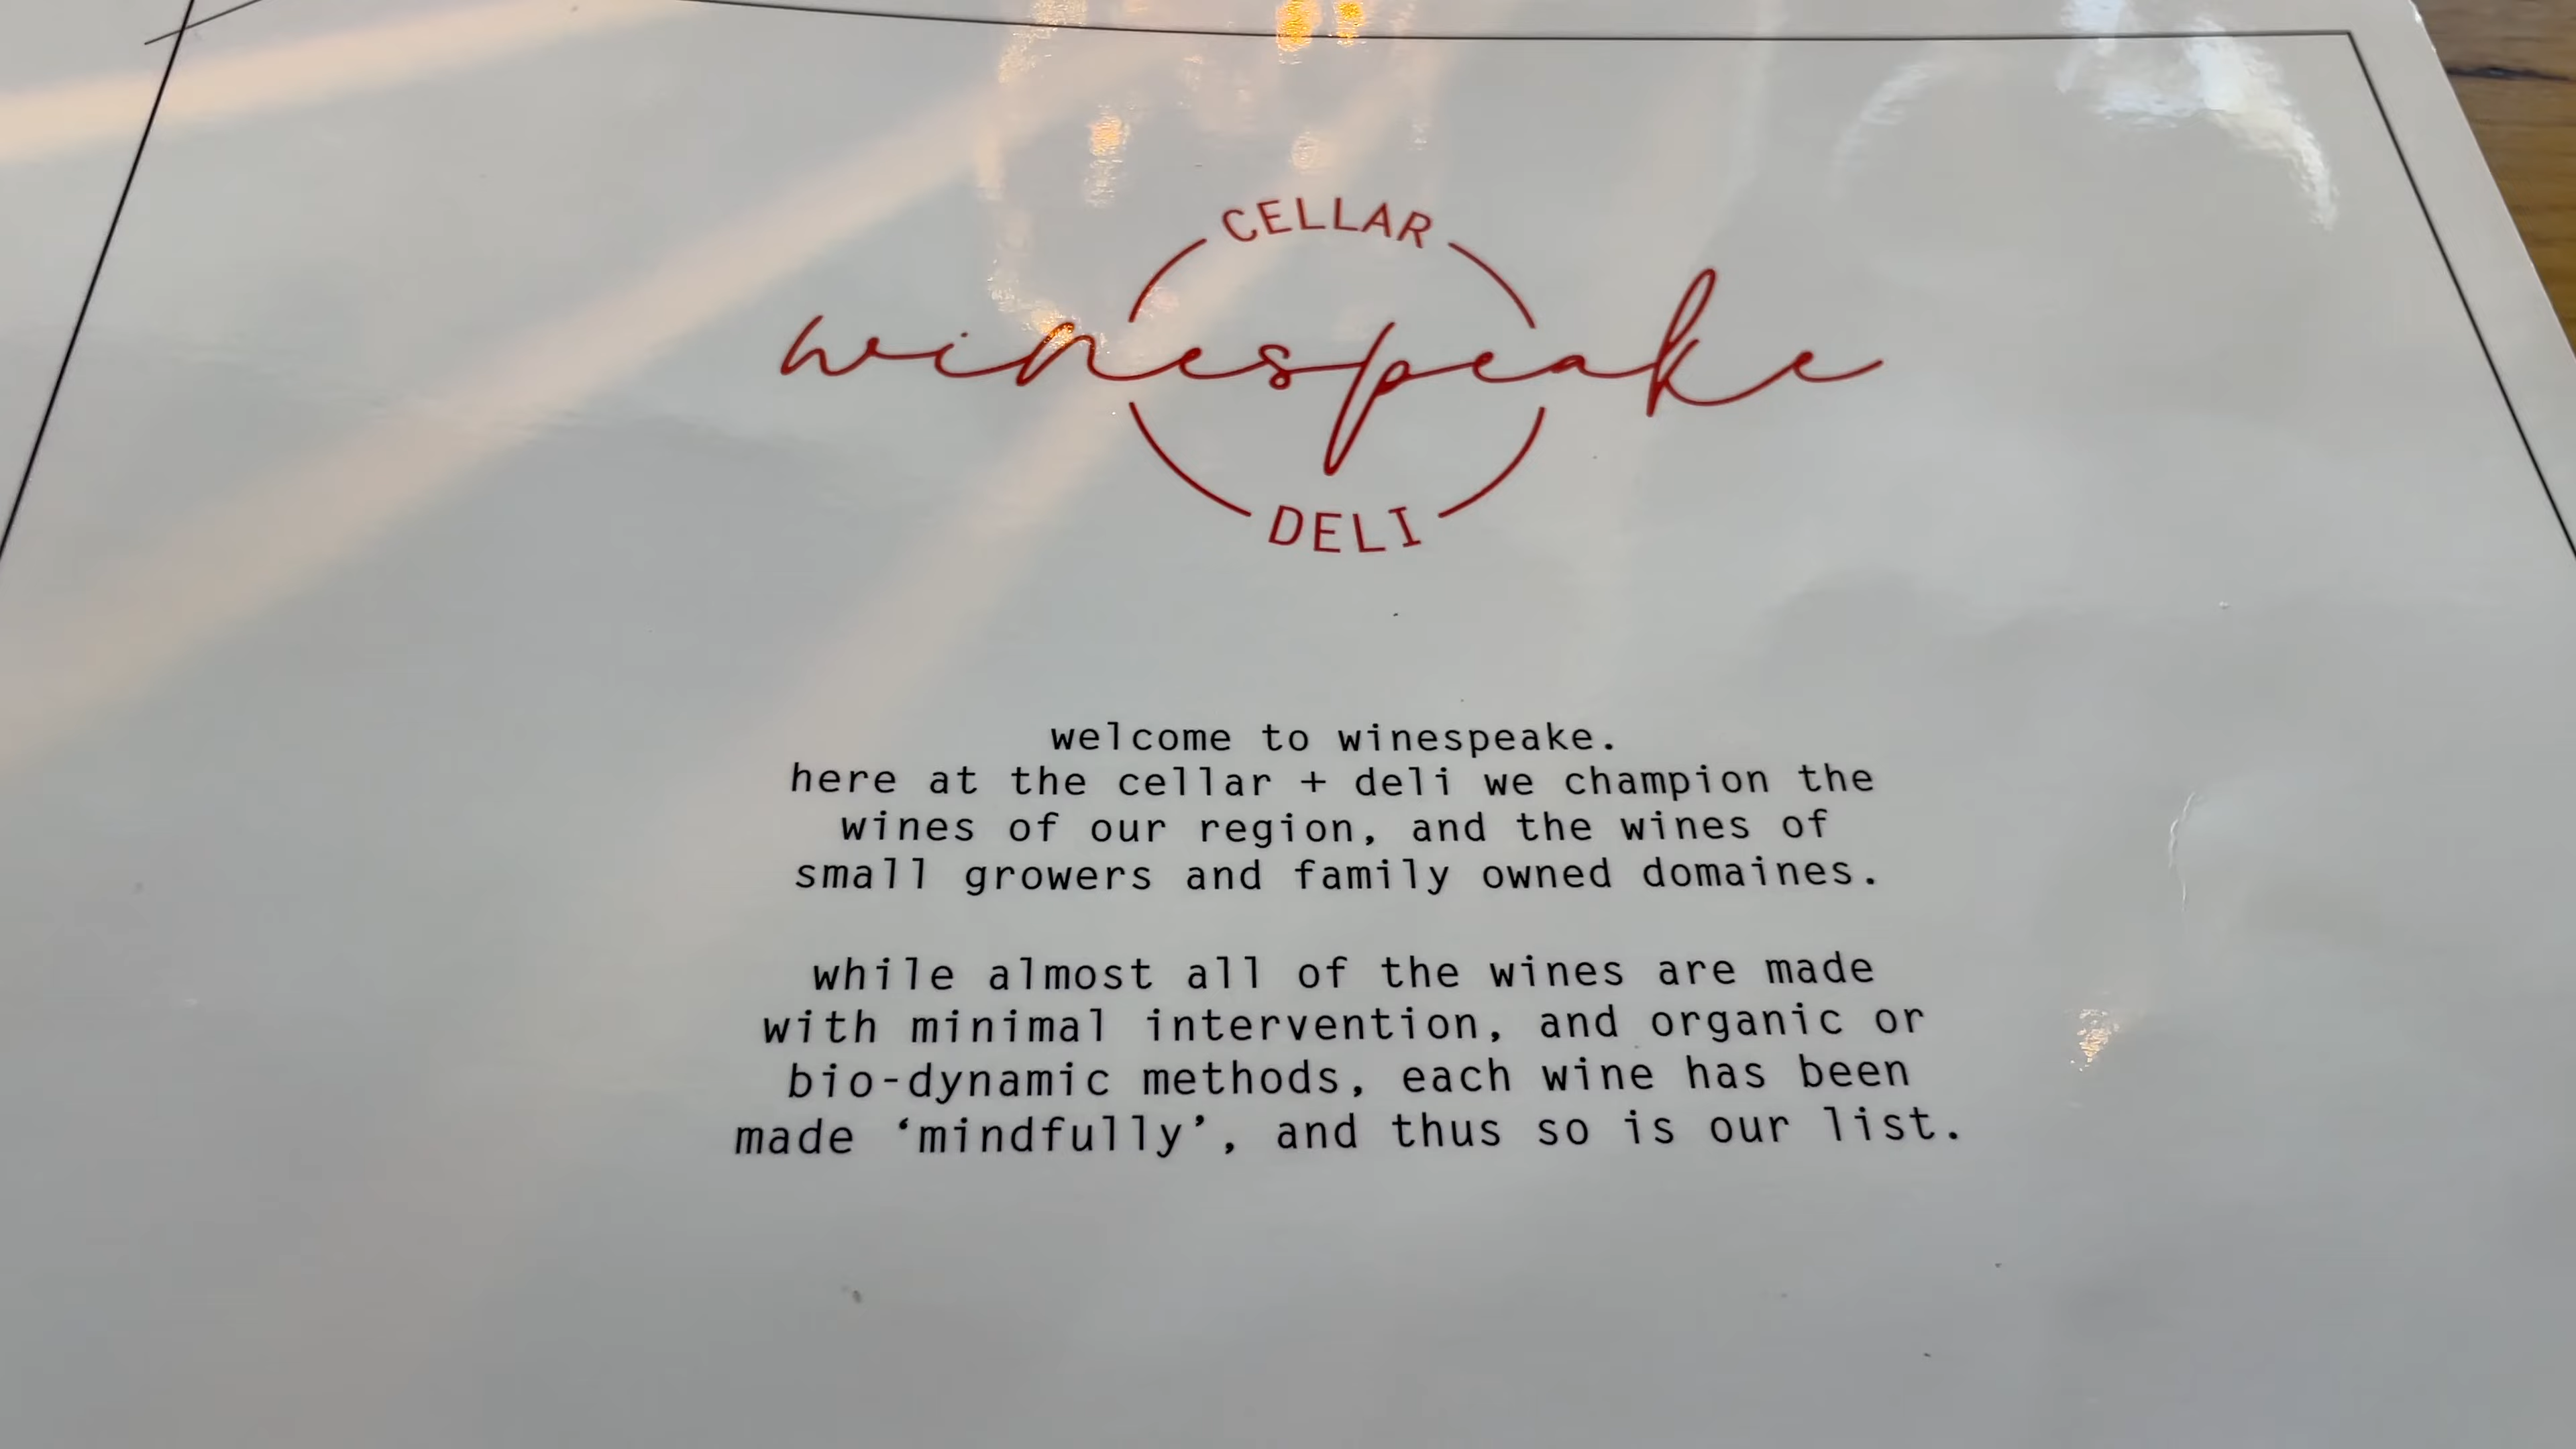 CELLAR
winespeake
DELI
welcome to winespeake.
here at the cellar + deli we champion the
wines of our region, and the wines of
small growers and family owned domaines.
while almost all of the wines are made
with minimal intervention, and organic or
bio-dynamic methods, each wine has been
made ‘mindfully’, and thus so is our list.